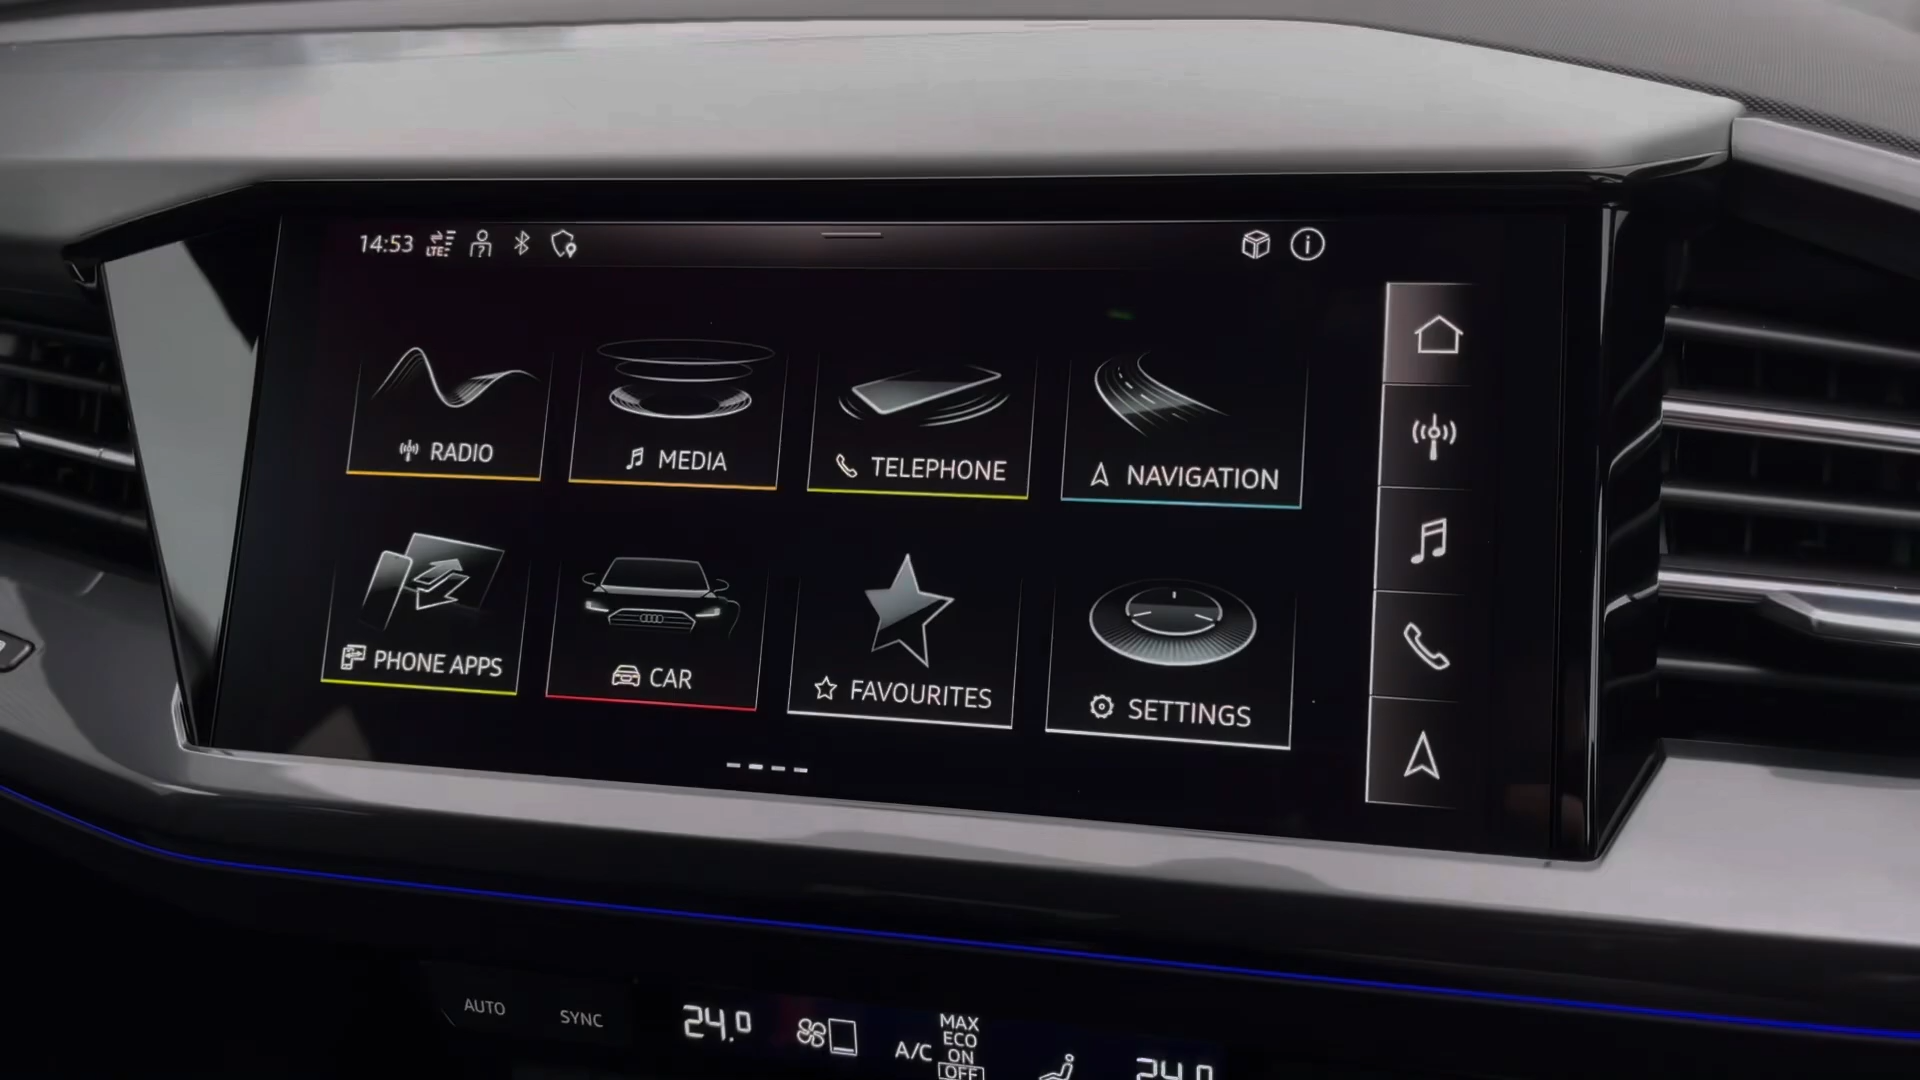 14:53 LTE
RADIO
MEDIA
TELEPHONE
NAVIGATION
PHONE APPS
CAR
FAVOURITES
SETTINGS
AUTO
SYNC
24.0
A/C
MAX
ECO
ON
OFF
24.0